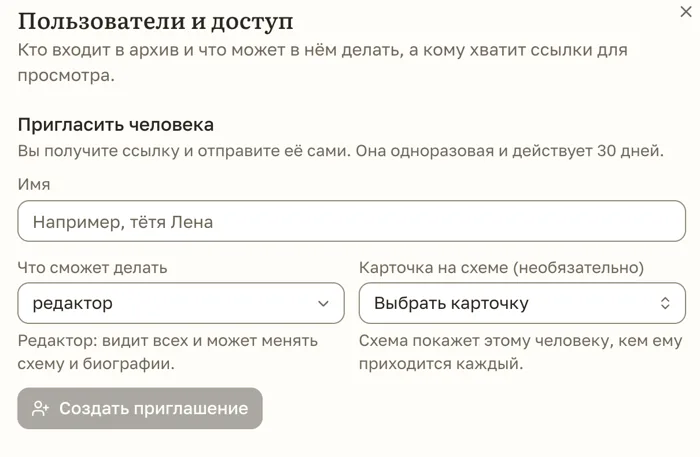 Пользователи и доступ
Кто входит в архив и что может в нём делать, а кому хватит ссылки для
просмотра.
Пригласить человека
Вы получите ссылку и отправите её сами. Она одноразовая и действует 30 дней.
Имя
Например, тётя Лена
Что сможет делать
редактор
Редактор: видит всех и может менять
схему и биографии.
Карточка на схеме (необязательно)
Выбрать карточку
Схема покажет этому человеку, кем ему
приходится каждый.
Создать приглашение